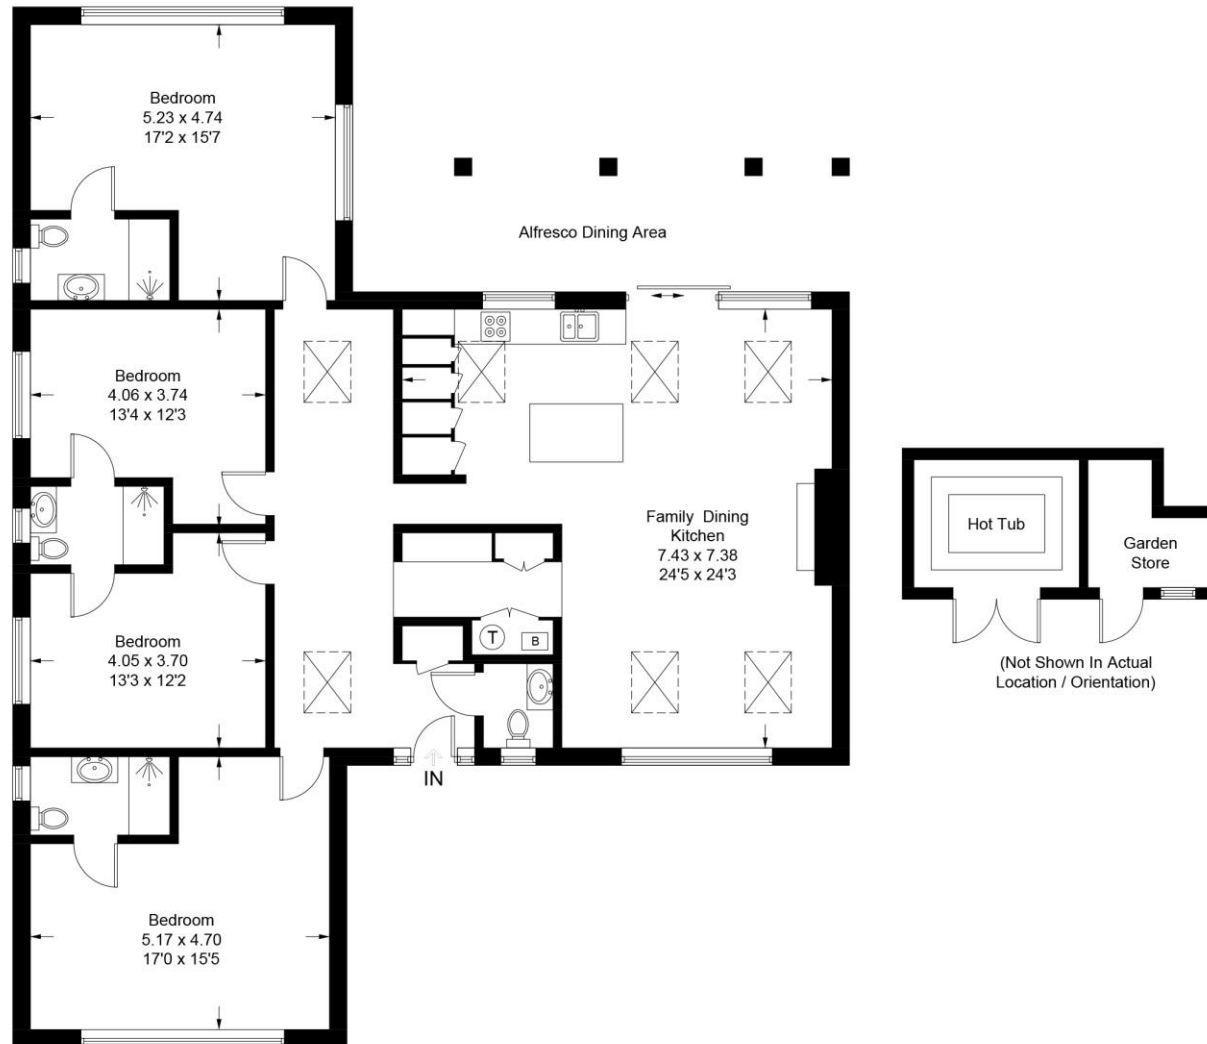 Bedroom
5.23 x 4.74
17'2 x 15'7
Alfresco Dining Area
Bedroom
4.06 x 3.74
13'4 x 12'3
Family Dining
Kitchen
7.43 x 7.38
24'5 x 24'3
Hot Tub
Garden
Store
(Not Shown In Actual
Location / Orientation)
T
B
Bedroom
4.05 x 3.70
13'3 x 12'2
IN
Bedroom
5.17 x 4.70
17'0 x 15'5